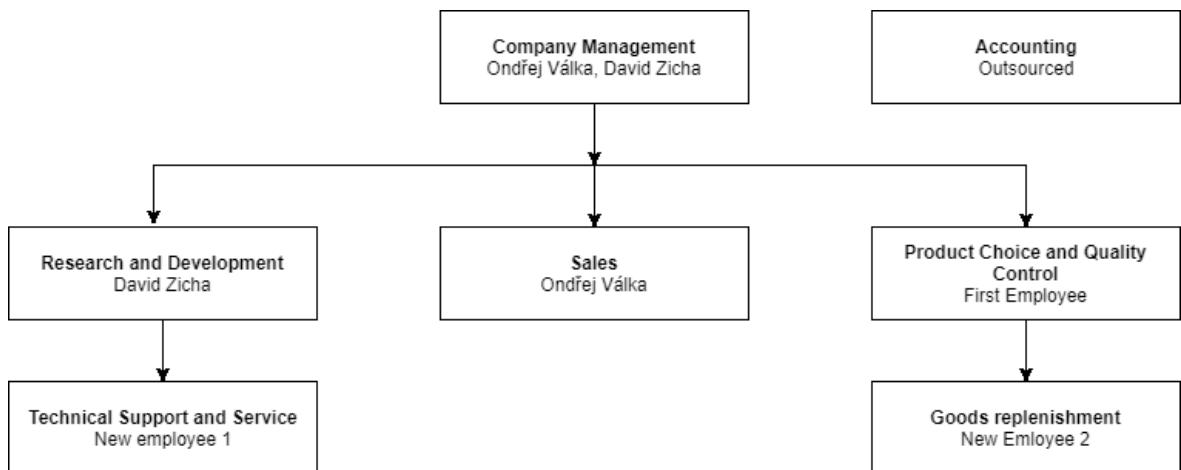 Company Management
Ondřej Válka, David Zicha
Accounting
Outsourced
Research and Development
David Zicha
Sales
Ondřej Válka
Product Choice and Quality
Control
First Employee
Technical Support and Service
New employee 1
Goods replenishment
New Emloyee 2